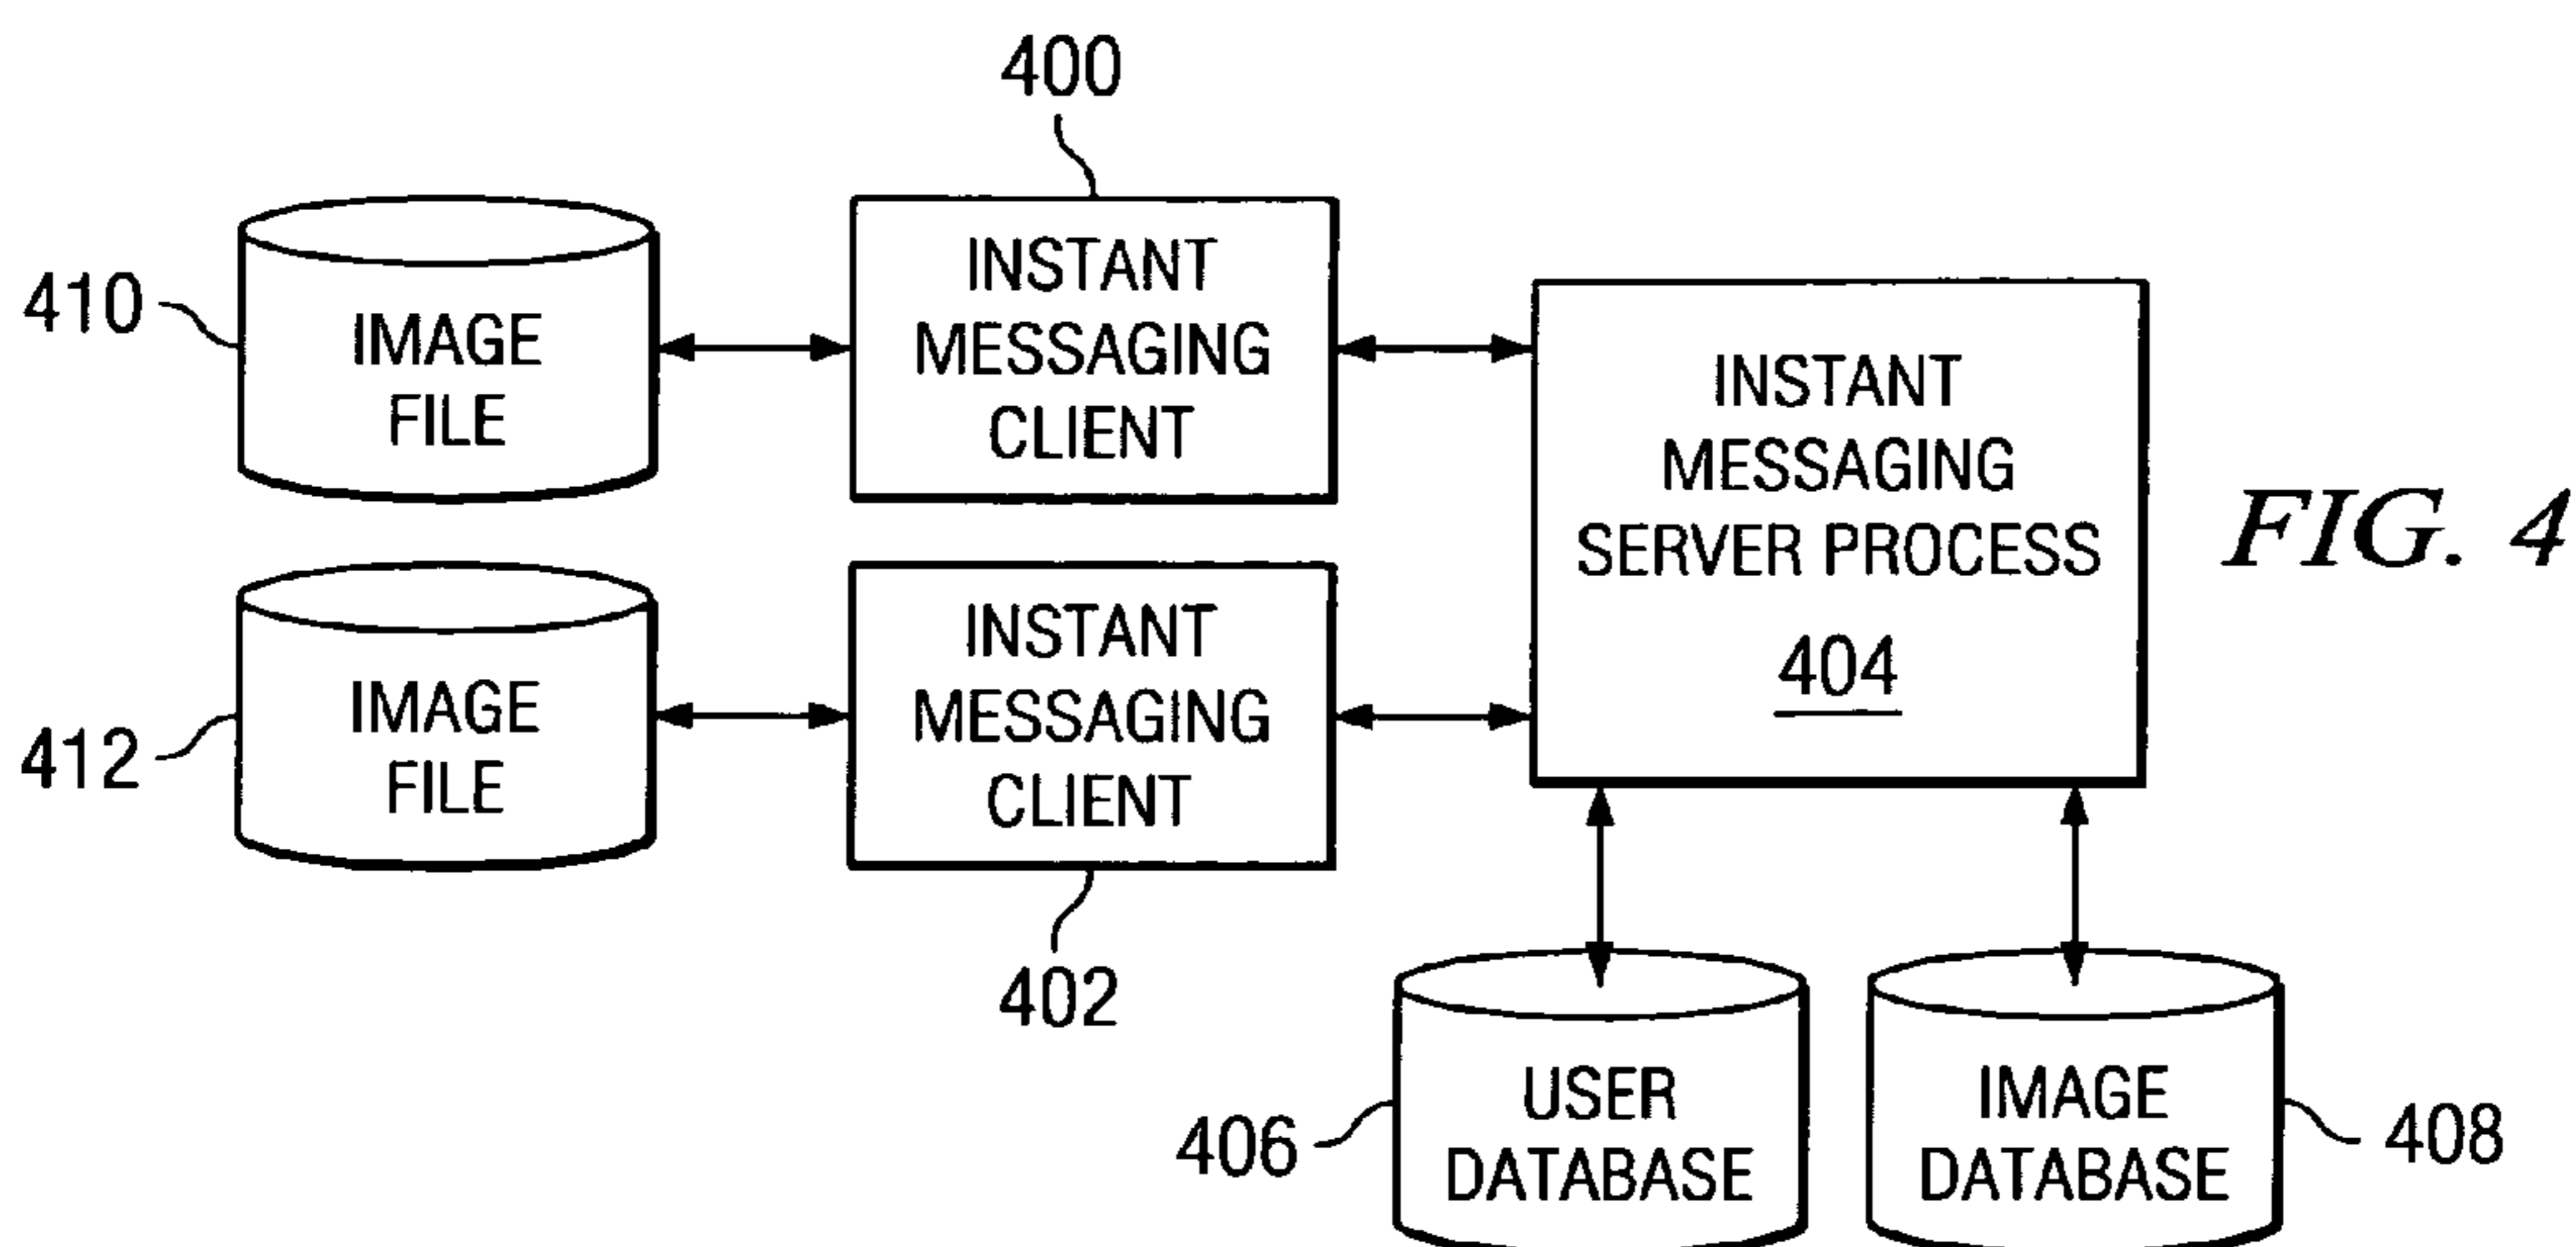 400
410
IMAGE
FILE
INSTANT
MESSAGING
CLIENT
INSTANT
MESSAGING
SERVER PROCESS
404
FIG. 4
412
IMAGE
FILE
INSTANT
MESSAGING
CLIENT
402
406
USER
DATABASE
IMAGE
DATABASE
408